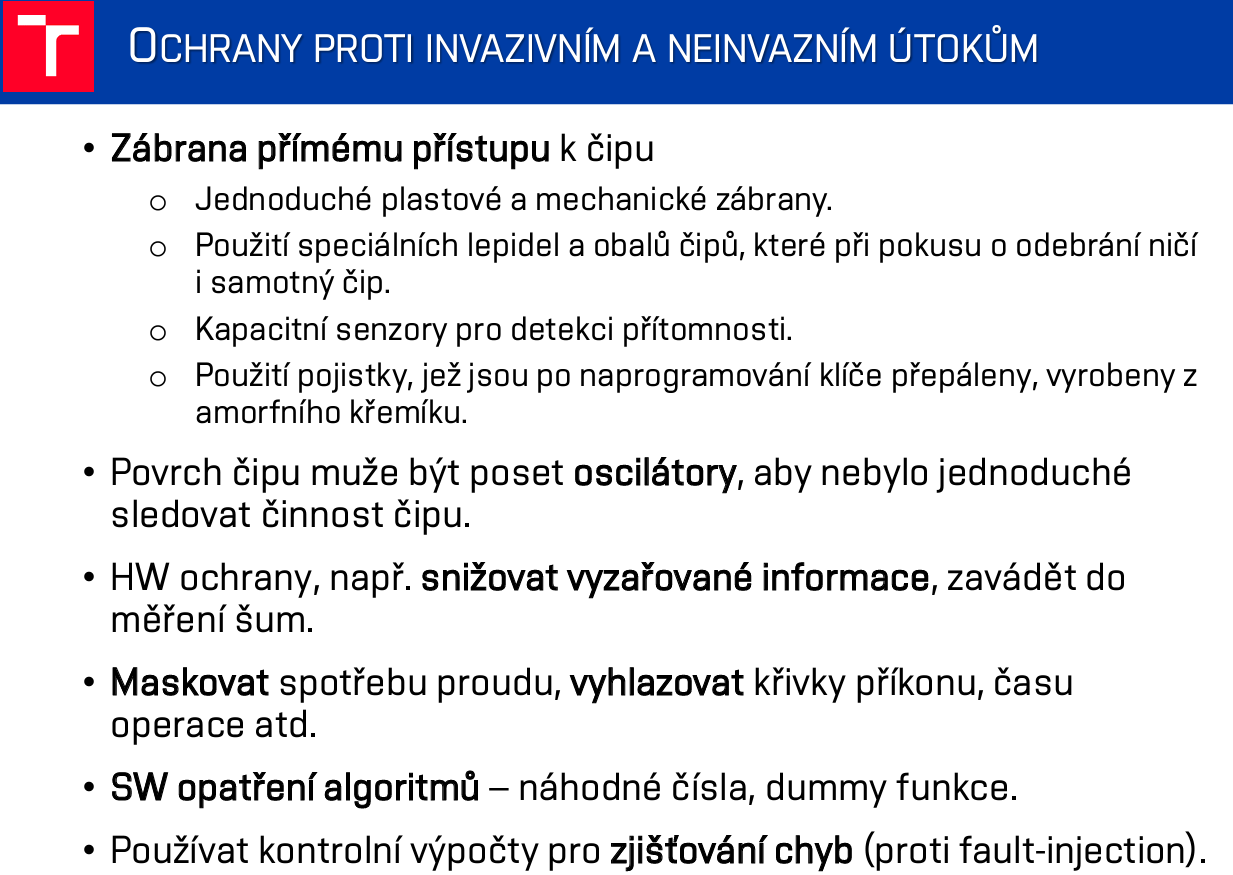 OCHRANY PROTI INVAZIVNÍM A NEINVAZNÍM ÚTOKŮM
• Zábrana přímému přístupu k čipu
o Jednoduché plastové a mechanické zábrany.
o Použití speciálních lepidel a obalů čipů, které při pokusu o odebrání ničí
i samotný čip.
o Kapacitní senzory pro detekci přítomnosti.
o Použití pojistky, jež jsou po naprogramování klíče přepáleny, vyrobeny z
amorfního křemíku.
• Povrch čipu muže být poset oscilátory, aby nebylo jednoduché
sledovat činnost čipu.
• HW ochrany, např. snižovat vyzařované informace, zavádět do
měření šum.
• Maskovat spotřebu proudu, vyhlazovat křivky příkonu, času
operace atd.
• SW opatření algoritmů – náhodné čísla, dummy funkce.
• Používat kontrolní výpočty pro zjišťování chyb (proti fault-injection).